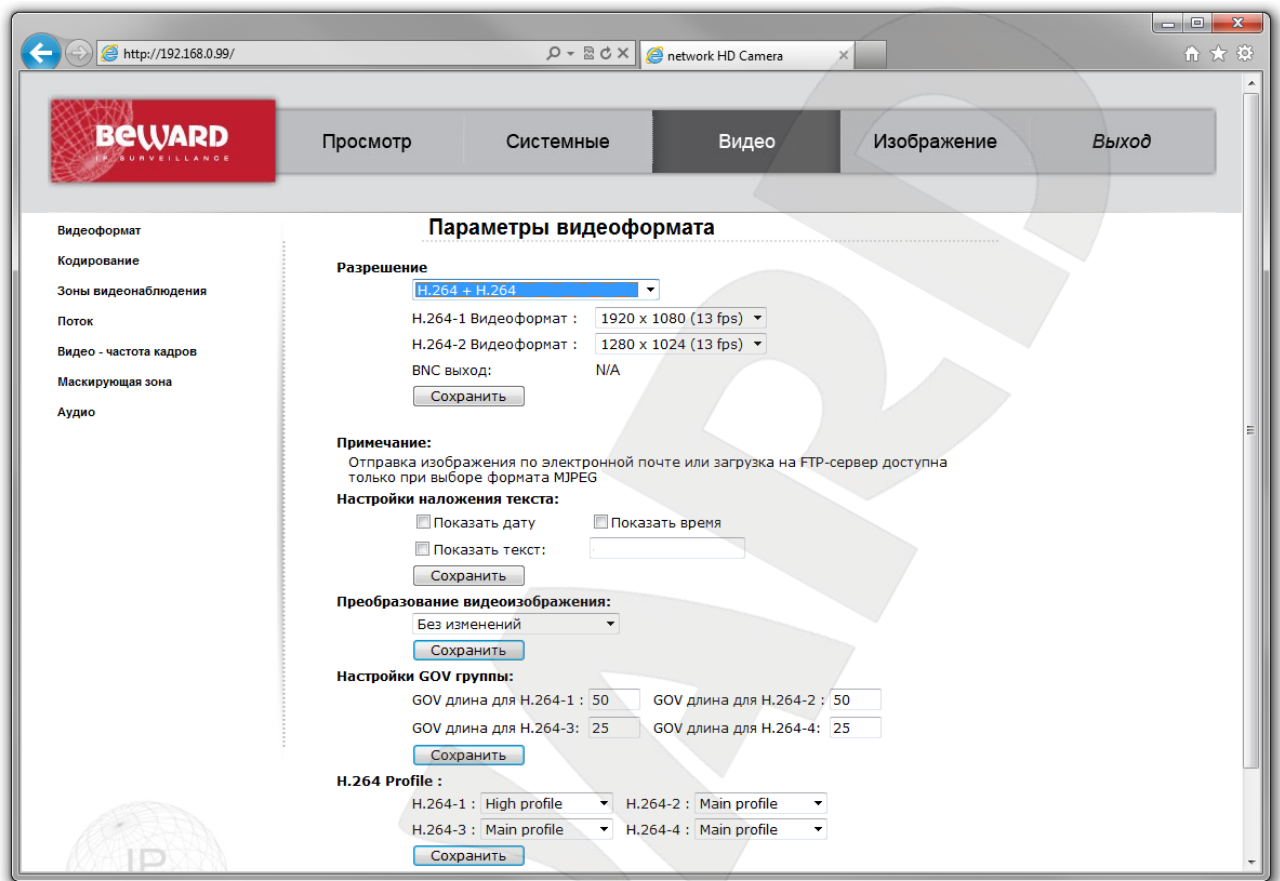 http://192.168.0.99/
network HD Camera
BEWARD
IP SURVEILLANCE
Просмотр
Системные
Видео
Изображение
Выход
Видеоформат
Кодирование
Зоны видеонаблюдения
Поток
Видео - частота кадров
Маскирующая зона
Аудио
Параметры видеоформата
Разрешение
H.264 + H.264
H.264-1 Видеоформат : 1920 x 1080 (13 fps)
H.264-2 Видеоформат : 1280 x 1024 (13 fps)
BNC выход: N/A
Сохранить
Примечание:
Отправка изображения по электронной почте или загрузка на FTP-сервер доступна
только при выборе формата MJPEG
Настройки наложения текста:
Показать дату Показать время
Показать текст:
Сохранить
Преобразование видеоизображения:
Без изменений
Сохранить
Настройки GOV группы:
GOV длина для H.264-1 : 50 GOV длина для H.264-2 : 50
GOV длина для H.264-3: 25 GOV длина для H.264-4: 25
Сохранить
H.264 Profile :
H.264-1 : High profile H.264-2 : Main profile
H.264-3 : Main profile H.264-4 : Main profile
Сохранить
IP